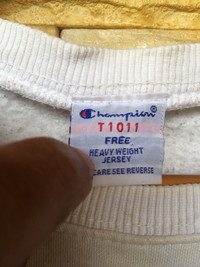 Champion®
T1011
FREE
HEAVY WEIGHT
JERSEY
CARE SEE REVERSE